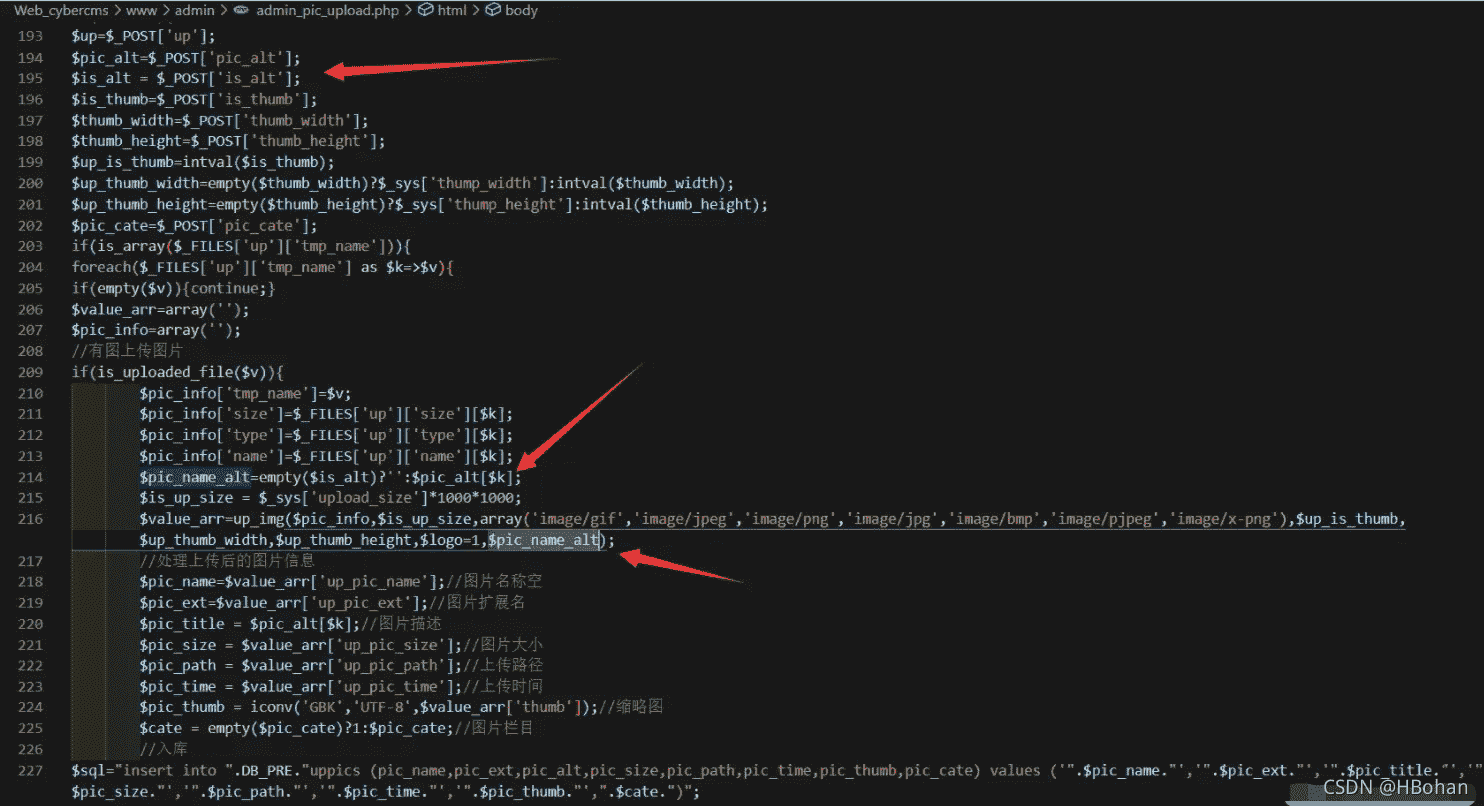 Web_cybercms > www > admin > admin_pic_upload.php > html > body
193 $up=$_POST['up'];
194 $pic_alt=$_POST['pic_alt'];
195 $is_alt = $_POST['is_alt'];
196 $is_thumb=$_POST['is_thumb'];
197 $thumb_width=$_POST['thumb_width'];
198 $thumb_height=$_POST['thumb_height'];
199 $up_is_thumb=intval($is_thumb);
200 $up_thumb_width=empty($thumb_width)?$_sys['thump_width']:intval($thumb_width);
201 $up_thumb_height=empty($thumb_height)?$_sys['thump_height']:intval($thumb_height);
202 $pic_cate=$_POST['pic_cate'];
203 if(is_array($_FILES['up']['tmp_name'])){
204 foreach($_FILES['up']['tmp_name'] as $k=>$v){
205 if(empty($v)){continue;}
206 $value_arr=array('');
207 $pic_info=array('');
208 //有图上传图片
209 if(is_uploaded_file($v)){
210 $pic_info['tmp_name']=$v;
211 $pic_info['size']=$_FILES['up']['size'][$k];
212 $pic_info['type']=$_FILES['up']['type'][$k];
213 $pic_info['name']=$_FILES['up']['name'][$k];
214 $pic_name_alt=empty($is_alt)?'':$pic_alt[$k];
215 $is_up_size = $_sys['upload_size']*1000*1000;
216 $value_arr=up_img($pic_info,$is_up_size,array('image/gif','image/jpeg','image/png','image/jpg','image/bmp','image/pjpeg','image/x-png'),$up_is_thumb,
$up_thumb_width,$up_thumb_height,$logo=1,$pic_name_alt);
217 //处理上传后的图片信息
218 $pic_name=$value_arr['up_pic_name'];//图片名称空
219 $pic_ext=$value_arr['up_pic_ext'];//图片扩展名
220 $pic_title = $pic_alt[$k];//图片描述
221 $pic_size = $value_arr['up_pic_size'];//图片大小
222 $pic_path = $value_arr['up_pic_path'];//上传路径
223 $pic_time = $value_arr['up_pic_time'];//上传时间
224 $pic_thumb = iconv('GBK','UTF-8',$value_arr['thumb']);//缩略图
225 $cate = empty($pic_cate)?1:$pic_cate;//图片栏目
226 //入库
227 $sql="insert into ".DB_PRE."uppics (pic_name,pic_ext,pic_alt,pic_size,pic_path,pic_time,pic_thumb,pic_cate) values ('".$pic_name."','".$pic_ext."','".$pic_title."','".
$pic_size."','".$pic_path."','".$pic_time."','".$pic_thumb."',".$cate.")";
CSDN @HBohan